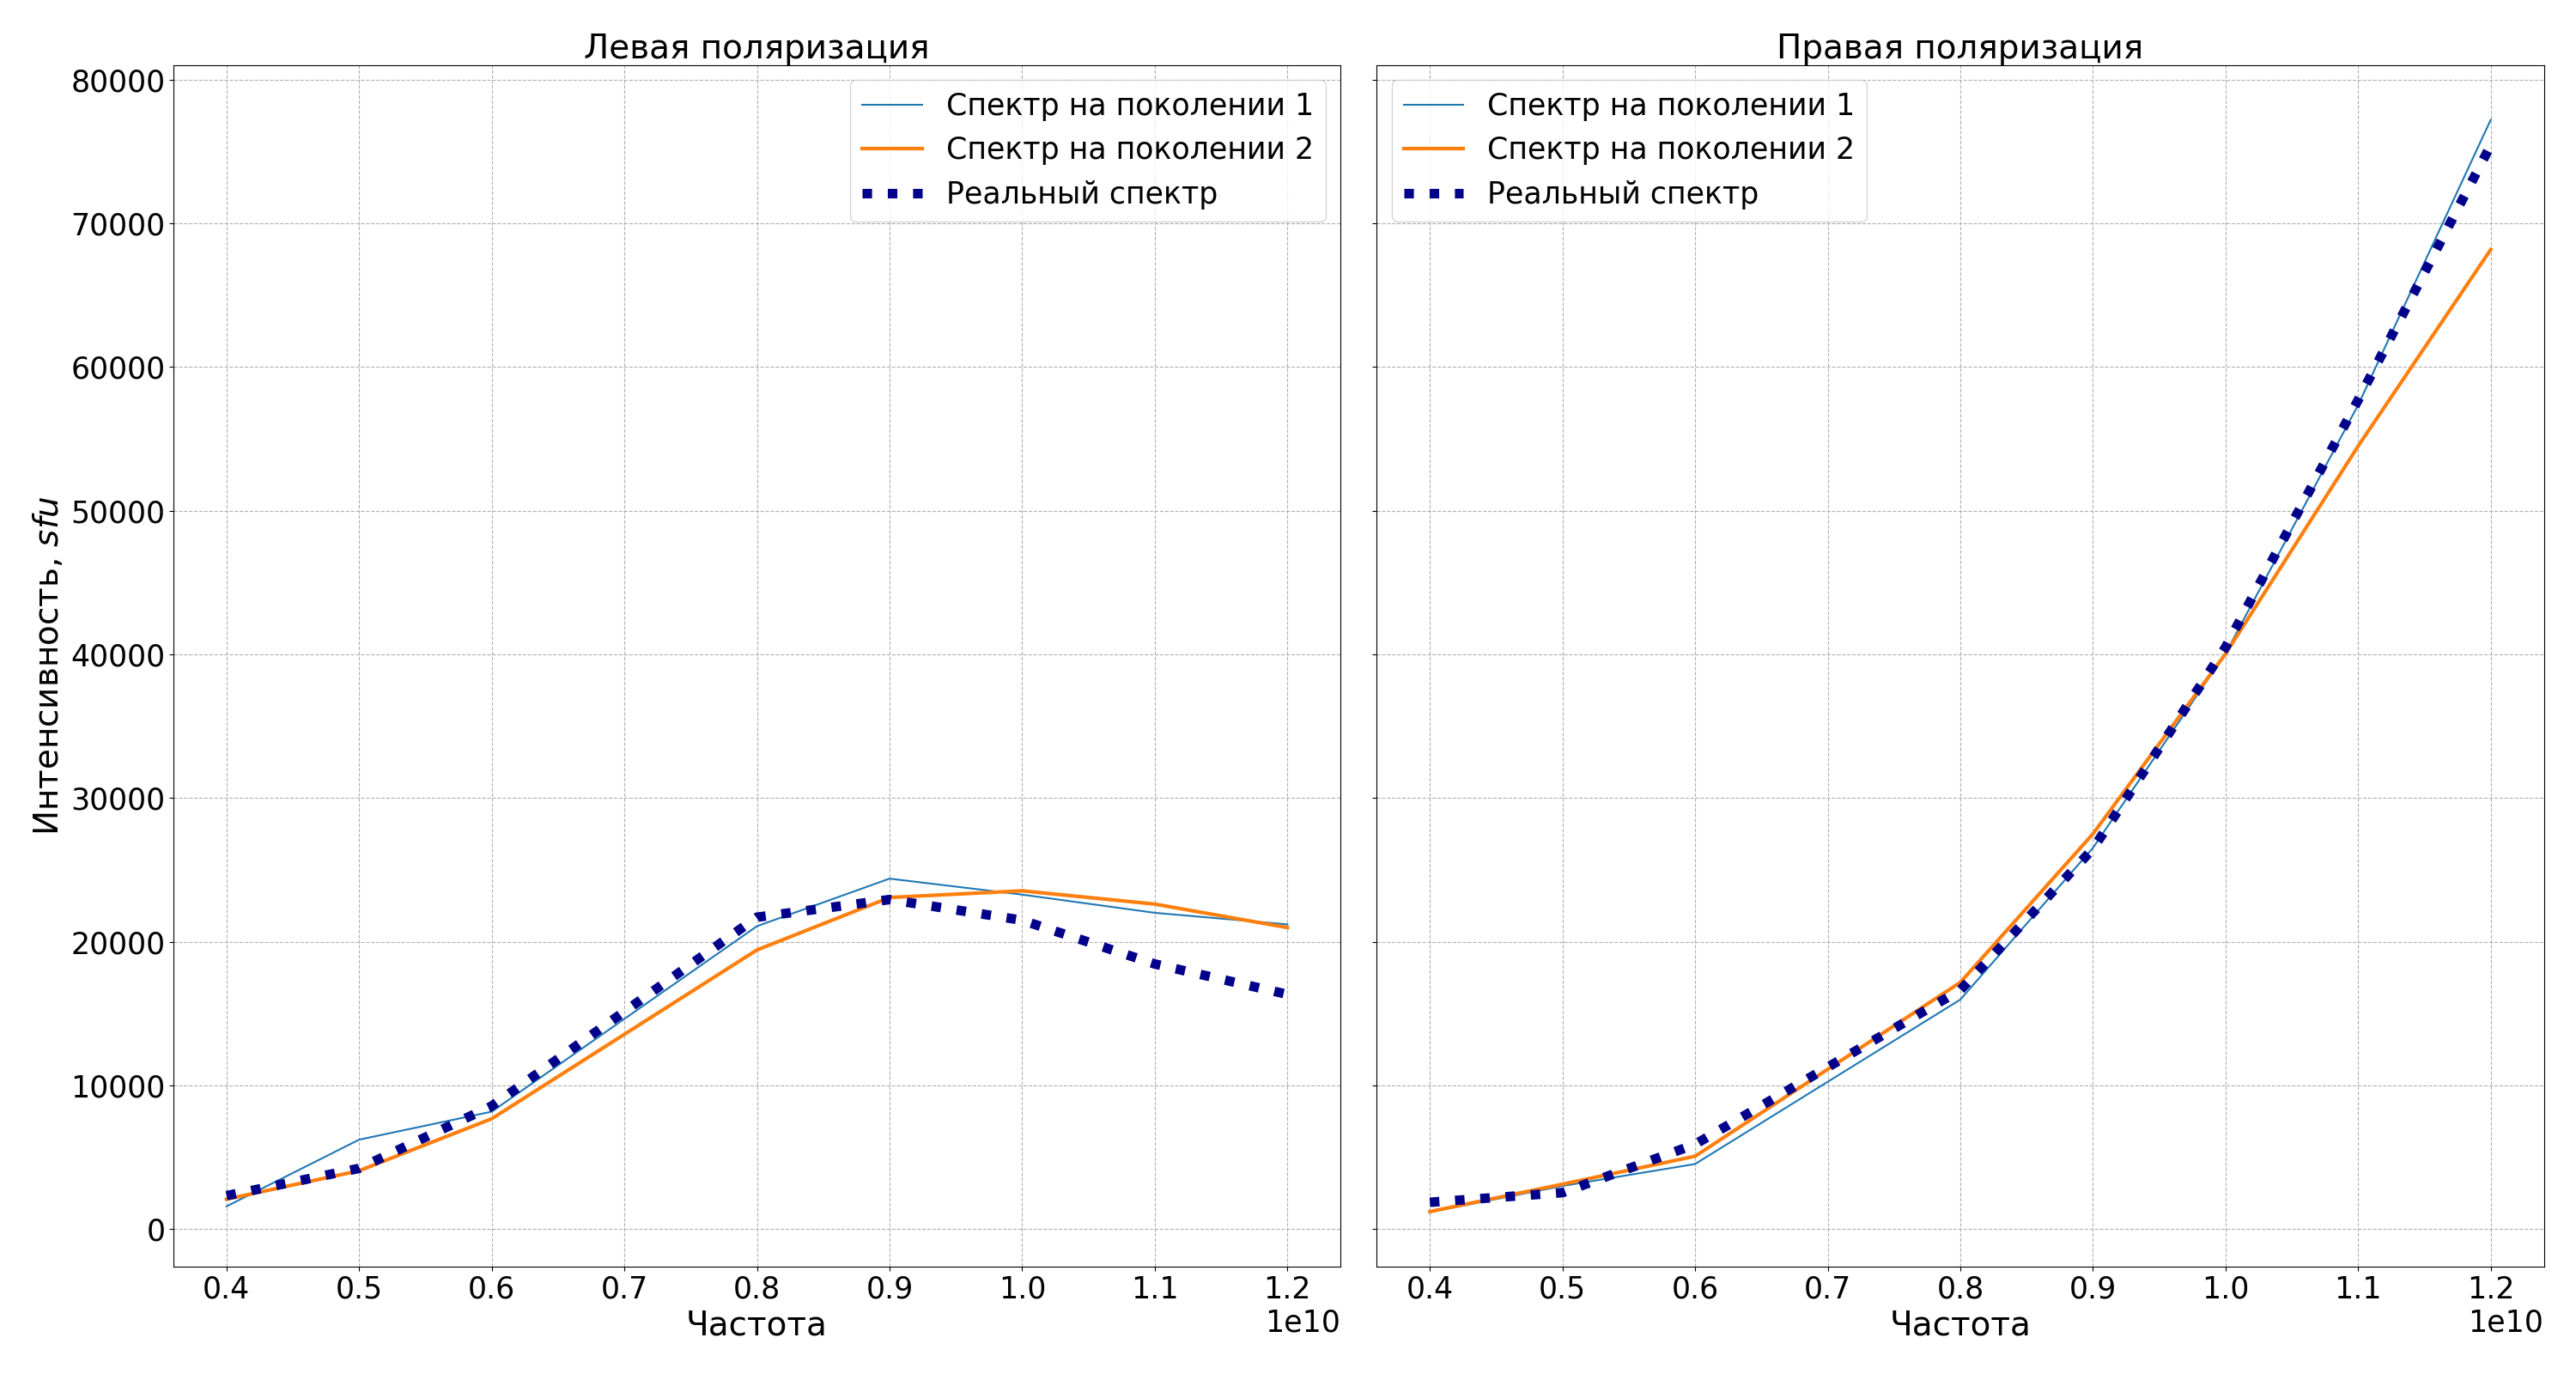 Левая поляризация
Спектр на поколении 1
Спектр на поколении 2
Реальный спектр
Интенсивность, sfu
80000
70000
60000
50000
40000
30000
20000
10000
0
0.4 0.5 0.6 0.7 0.8 0.9 1.0 1.1 1.2
1e10
Частота
Правая поляризация
Спектр на поколении 1
Спектр на поколении 2
Реальный спектр
0.4 0.5 0.6 0.7 0.8 0.9 1.0 1.1 1.2
1e10
Частота